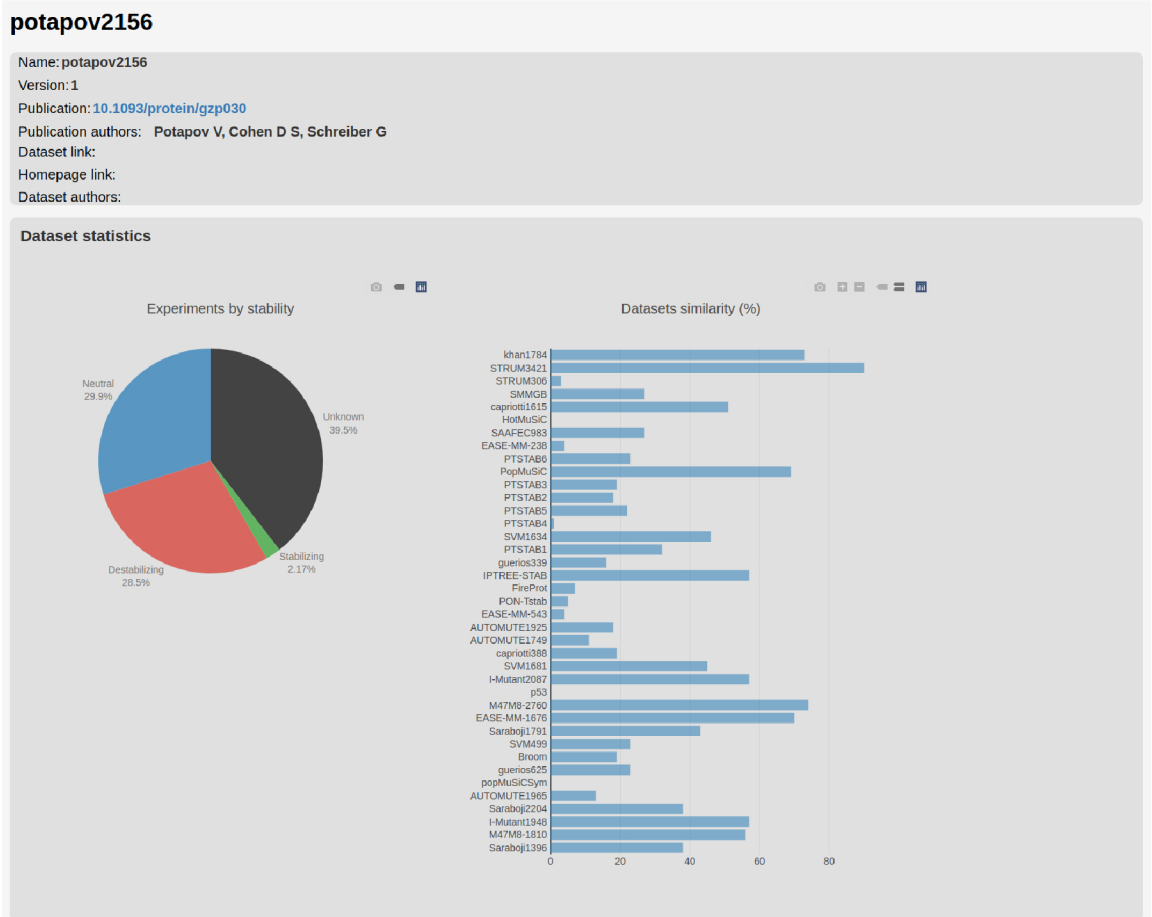 potapov2156
Name: potapov2156
Version: 1
Publication: 10.1093/protein/gzp030
Publication authors: Potapov V, Cohen D S, Schreiber G
Dataset link:
Homepage link:
Dataset authors:
Dataset statistics
Experiments by stability
Neutral
29.9%
Unknown
39.5%
Destabilizing
28.5%
Stabilizing
2.17%
Datasets similarity (%)
khan1784
STRUM3421
STRUM306
SMMGB
capriotti1615
HotMuSiC
SAAFEC983
EASE-MM-238
PTSTAB6
PopMuSiC
PTSTAB3
PTSTAB2
PTSTAB5
PTSTAB4
SVM1634
PTSTAB1
guerios339
IPTREE-STAB
FireProt
PON-Tstab
EASE-MM-543
AUTOMUTE1925
AUTOMUTE1749
capriotti388
SVM1681
I-Mutant2087
p53
M47M8-2760
EASE-MM-1676
Saraboji1791
SVM499
Broom
guerios625
popMuSiCSym
AUTOMUTE1965
Saraboji2204
I-Mutant1948
M47M8-1810
Saraboji1396
0 20 40 60 80